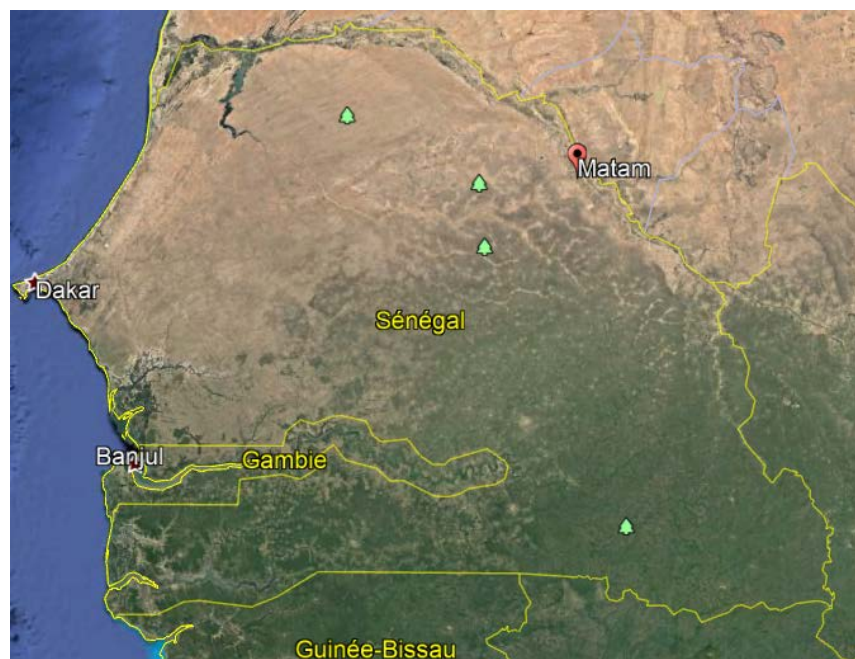 Matam
Dakar
Sénégal
Banjul
Gambie
Guinée-Bissau